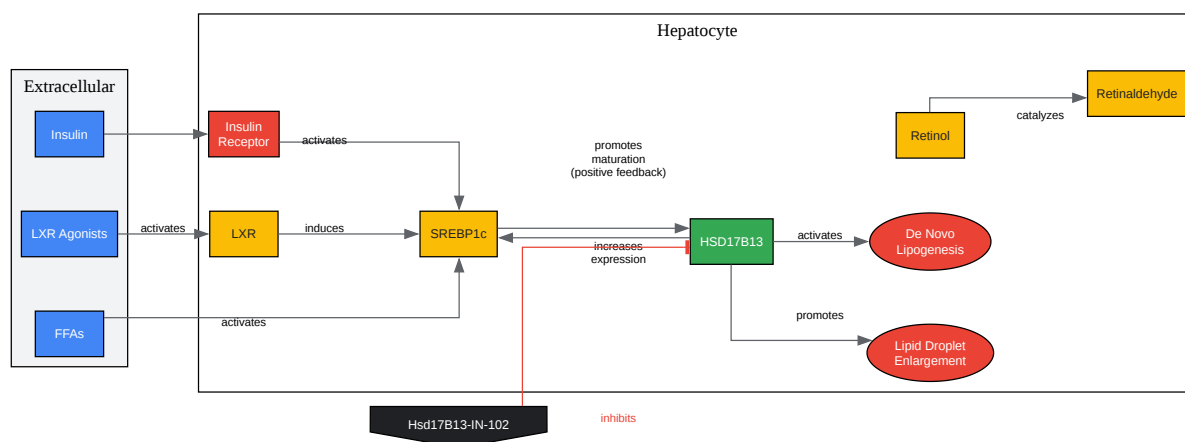 Hepatocyte
Extracellular
Insulin
Insulin
Receptor
activates
promotes
maturation
(positive feedback)
Retinol
catalyzes
Retinaldehyde
LXR Agonists
activates
LXR
induces
SREBP1c
increases
expression
HSD17B13
activates
De Novo
Lipogenesis
FFAs
activates
promotes
Lipid Droplet
Enlargement
Hsd17B13-IN-102
inhibits